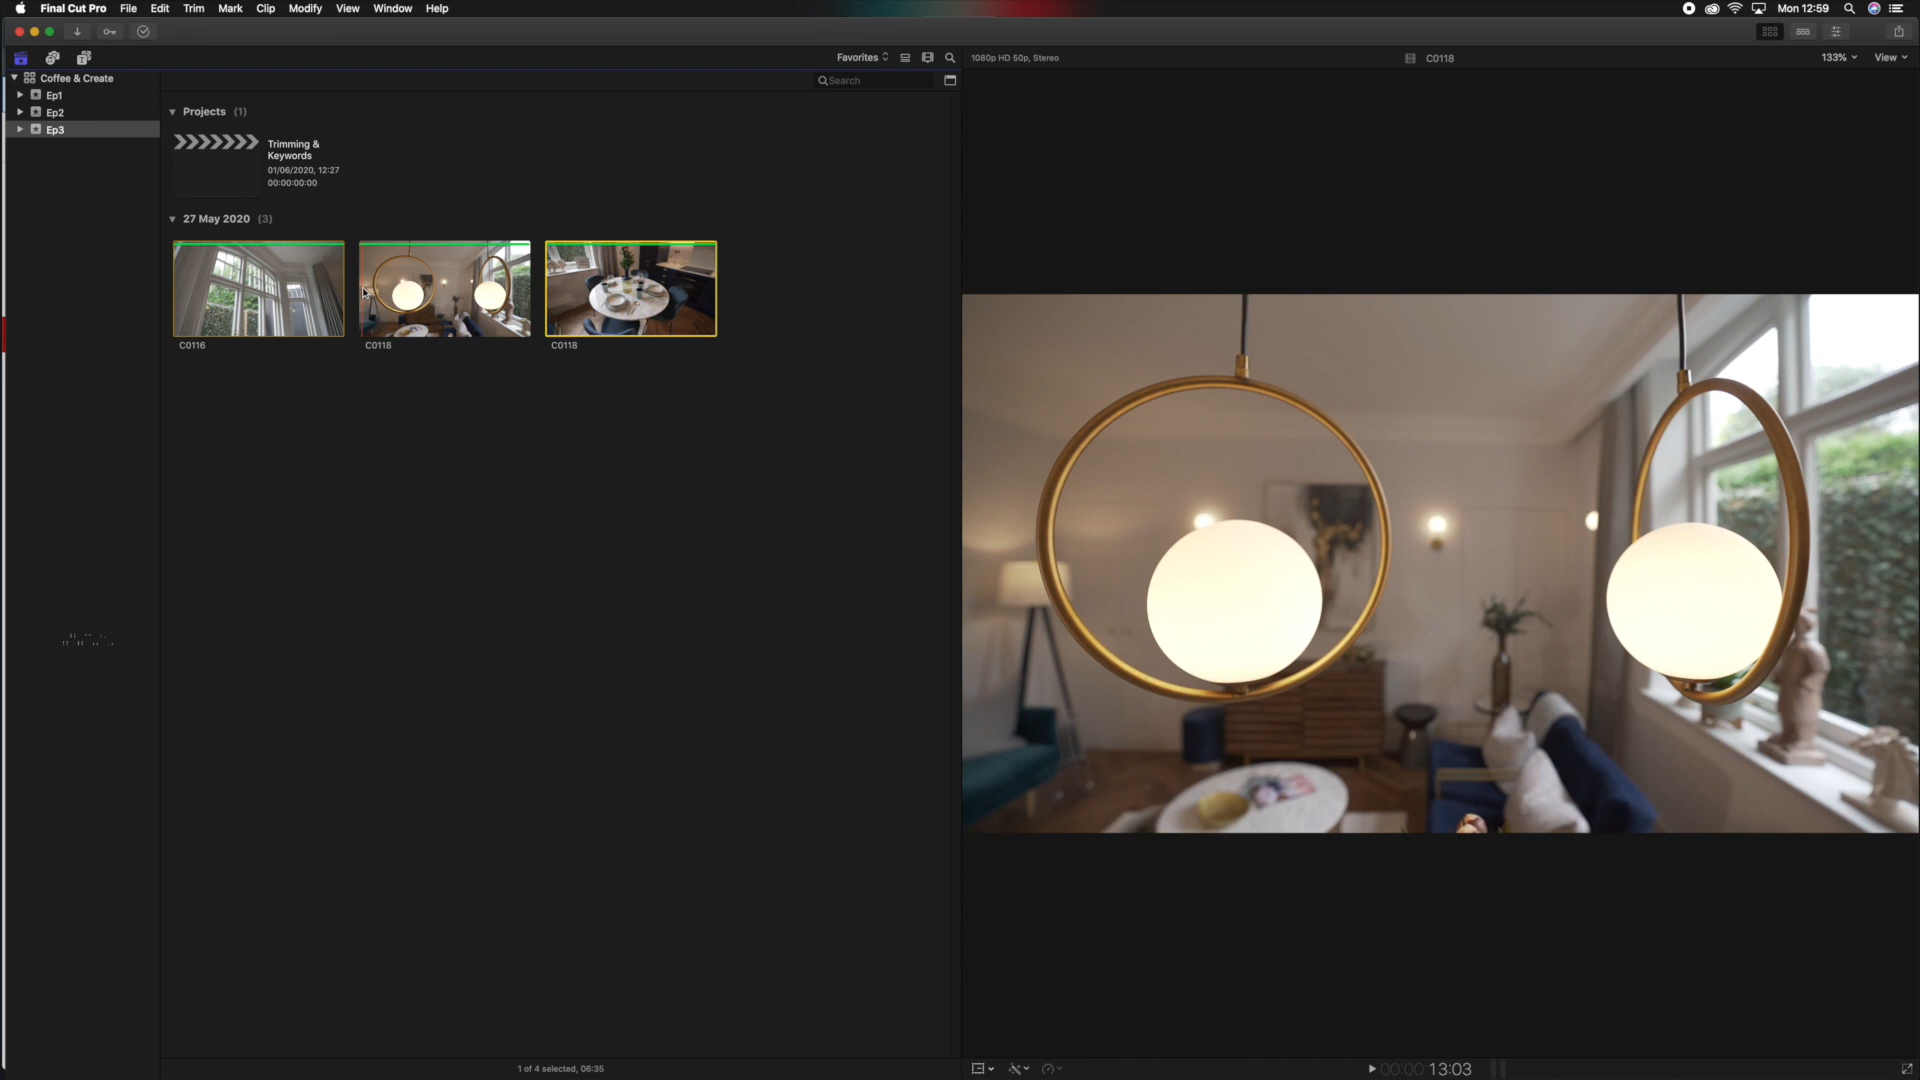 Final Cut Pro File Edit Trim Mark Clip Modify View Window Help
Mon 12:59
Favorites
1080p HD 50p, Stereo
C0118
133%
View
Coffee & Create
Search
Ep1
Ep2
Ep3
Projects (1)
Trimming &
Keywords
01/06/2020, 12:27
00:00:00:00
27 May 2020 (3)
C0116
C0118
C0118
1 of 4 selected, 06:35
00:00:13:03